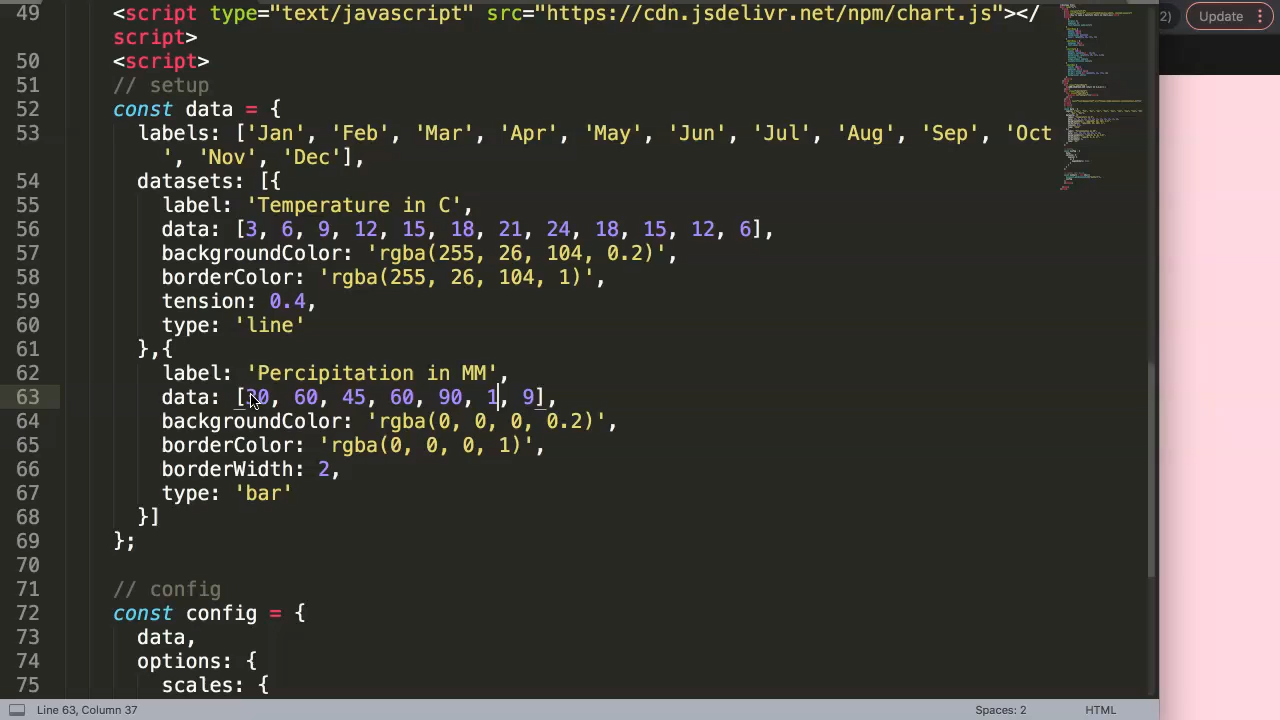 49 <script type="text/javascript" src="https://cdn.jsdelivr.net/npm/chart.js"></
script>
50 <script>
51 // setup
52 const data = {
53 labels: ['Jan', 'Feb', 'Mar', 'Apr', 'May', 'Jun', 'Jul', 'Aug', 'Sep', 'Oct
', 'Nov', 'Dec'],
54 datasets: [{
55 label: 'Temperature in C',
56 data: [3, 6, 9, 12, 15, 18, 21, 24, 18, 15, 12, 6],
57 backgroundColor: 'rgba(255, 26, 104, 0.2)',
58 borderColor: 'rgba(255, 26, 104, 1)',
59 tension: 0.4,
60 type: 'line'
61 },{
62 label: 'Percipitation in MM',
63 data: [30, 60, 45, 60, 90, 1, 9],
64 backgroundColor: 'rgba(0, 0, 0, 0.2)',
65 borderColor: 'rgba(0, 0, 0, 1)',
66 borderWidth: 2,
67 type: 'bar'
68 }]
69 };
70
71 // config
72 const config = {
73 data,
74 options: {
75 scales: {
2) Update
Line 63, Column 37 Spaces: 2 HTML